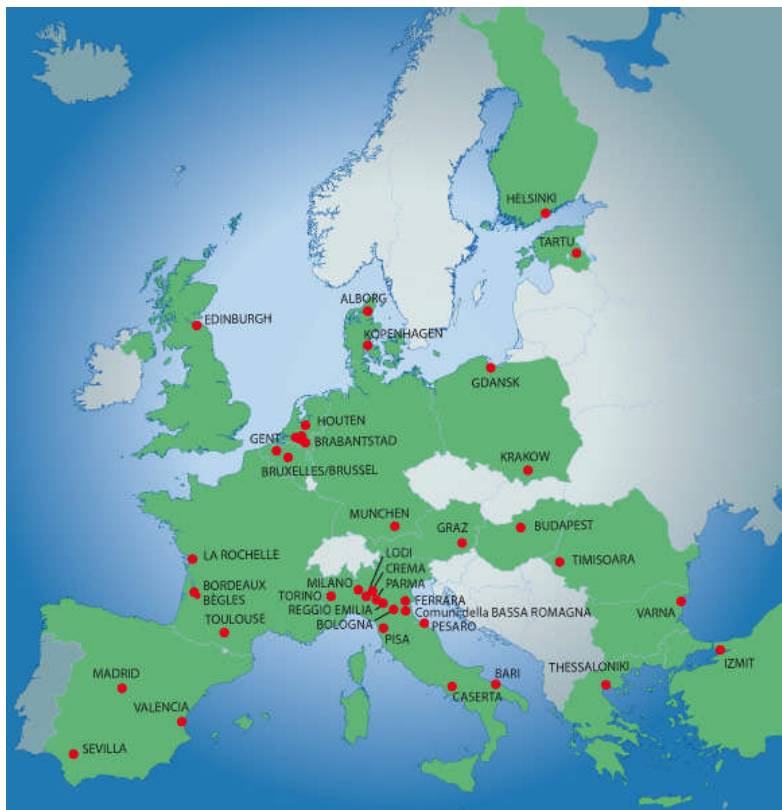 HELSINKI
TARTU
ALBORG
EDINBURGH
KOPENHAGEN
GDANSK
HOUTEN
GENT
BRABANTSTAD
KRAKOW
BRUXELLES/BRUSSEL
MUNCHEN
GRAZ
BUDAPEST
LA ROCHELLE
LODI
TIMISOARA
CREMA
MILANO
PARMA
BORDEAUX
TORINO
BÈGLES
FERRARA
REGGIO EMILIA
Comuni della BASSA ROMAGNA
VARNA
TOULOUSE
BOLOGNA
PESARO
PISA
IZMIT
MADRID
BARI
THESSALONIKI
CASERTA
VALENCIA
SEVILLA